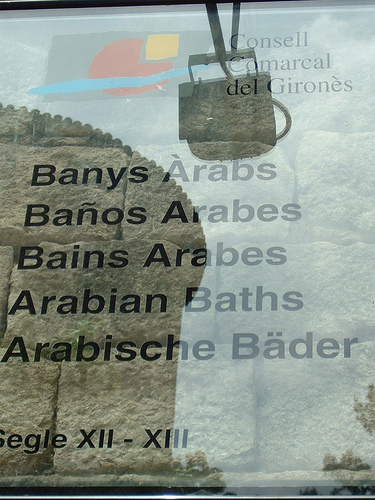 Consell
Comarcal
del Gironès
Banys Àrabs
Baños Arabes
Bains Arabes
Arabian Baths
Arabische Bäder
Segle XII - XIII